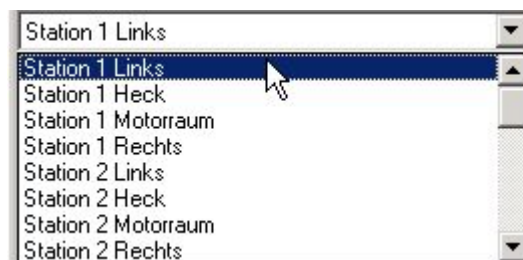 Station 1 Links
Station 1 Links
Station 1 Heck
Station 1 Motorraum
Station 1 Rechts
Station 2 Links
Station 2 Heck
Station 2 Motorraum
Station 2 Rechts